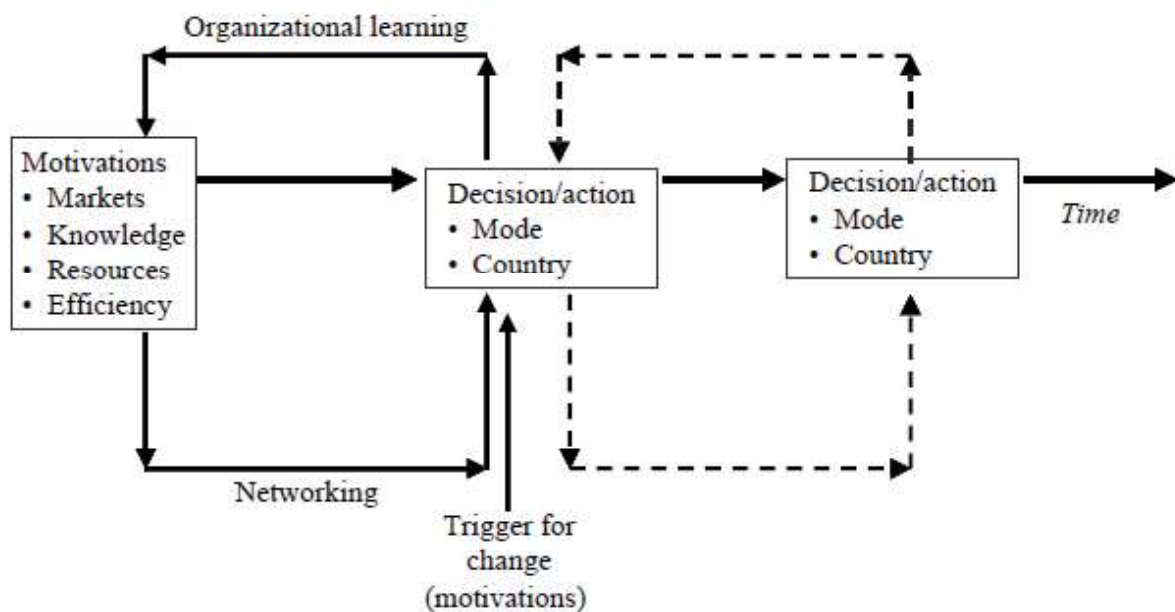 Organizational learning
Motivations
• Markets
• Knowledge
• Resources
• Efficiency
Decision/action
• Mode
• Country
Decision/action
• Mode
• Country
Time
Networking
Trigger for
change
(motivations)